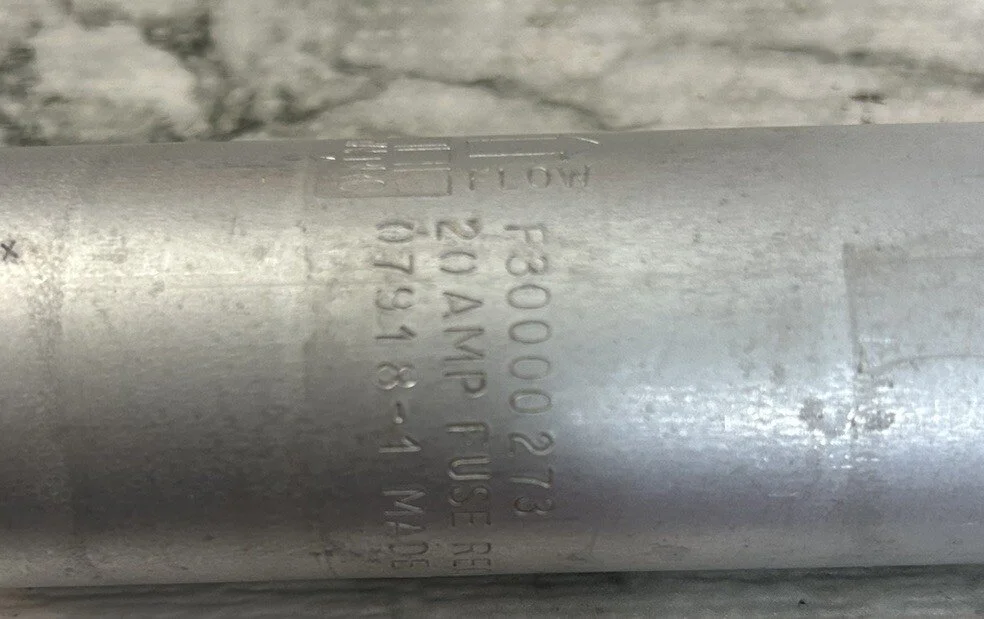 FLOW
F30000273
20 AMP FUSE RE
07918-1 MADE